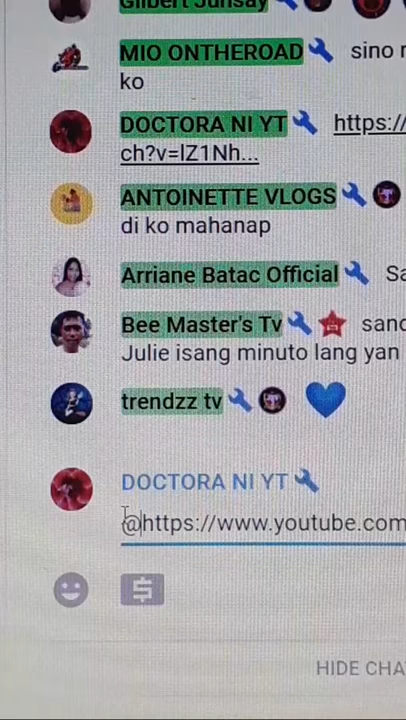 Gilbert Junsay
MIO ONTHEROAD sino
ko
DOCTORA NI YT https://
ch?v=lZ1Nh...
ANTOINETTE VLOGS
di ko mahanap
Arriane Batac Official
Bee Master's Tv sand
Julie isang minuto lang yan
trendzz tv
DOCTORA NI YT
@https://www.youtube.com
$
HIDE CHA